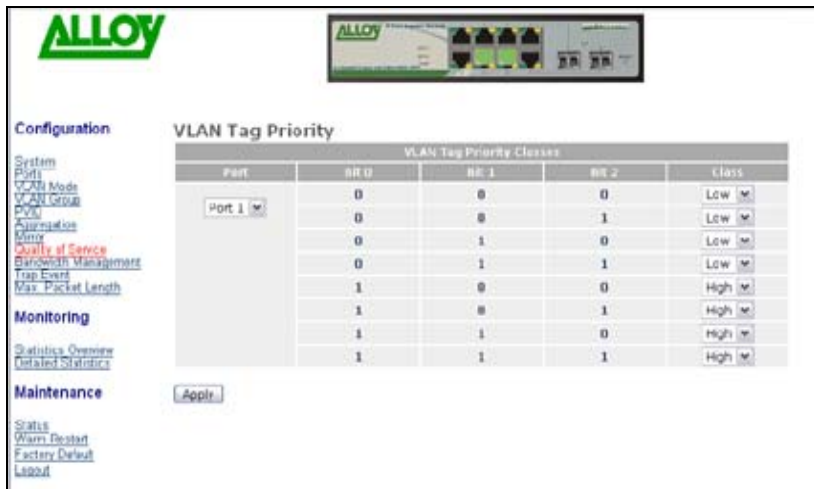 ALLOY
ALLOY
Configuration
System
Ports
VLAN Mode
VLAN Group
PVID
Aggregation
Mirror
Quality of Service
Bandwidth Management
Trap Event
Max. Packet Length
Monitoring
Statistics Overview
Detailed Statistics
Maintenance
Status
Warm Restart
Factory Default
Logout
VLAN Tag Priority
VLAN Tag Priority Classes
Port Bit 0 Bit 1 Bit 2 Class
Port 1 0 0 0 Low
0 0 1 Low
0 1 0 Low
0 1 1 Low
1 0 0 High
1 0 1 High
1 1 0 High
1 1 1 High
Apply